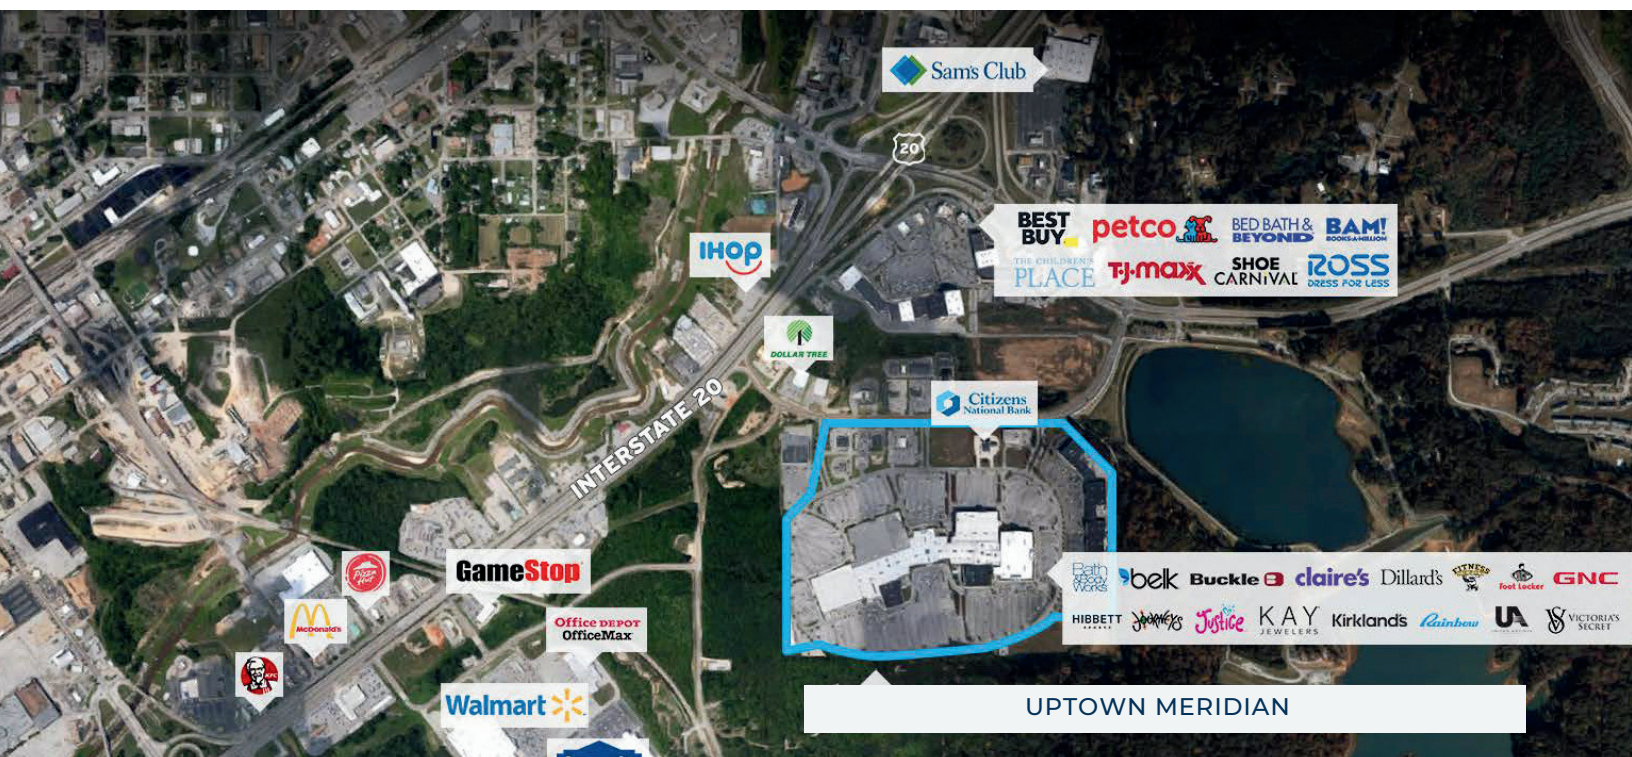 Sam's Club
20
BEST BUY
petco
BED BATH & BEYOND
BAM!
BOOKS-A-MILLION
THE CHILDREN'S PLACE
T·J·maxx
SHOE CARNIVAL
ROSS
DRESS FOR LESS
IHOP
DOLLAR TREE
Citizens
National Bank
INTERSTATE 20
Pizza Hut
GameStop
McDonald's
Office DEPOT
OfficeMax
KFC
Walmart
Bath & Body Works
belk
Buckle B
claire's
Dillard's
FITNESS
Foot Locker
GNC
HIBBETT
SPORTS
JOURNEYS
Justice
KAY
JEWELERS
Kirkland's
Rainbow
UA
VS
VICTORIA'S SECRET
UPTOWN MERIDIAN